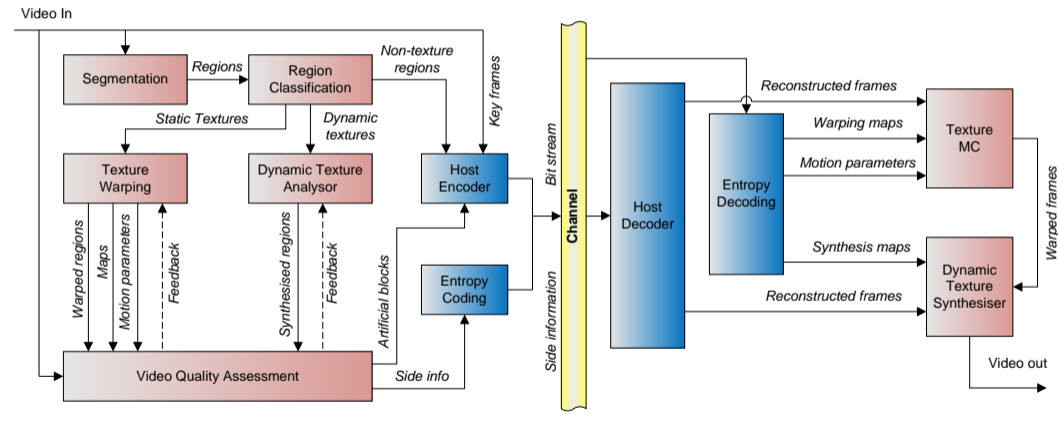 Video In
Segmentation
Regions
Region
Classification
Non-texture
regions
Key frames
Static Textures
Dynamic
textures
Texture
Warping
Dynamic Texture
Analysor
Host
Encoder
Warped regions
Maps
Motion parameters
Feedback
Synthesised regions
Feedback
Artificial blocks
Entropy
Coding
Video Quality Assessment
Side info
Bit stream
Channel
Side information
Host
Decoder
Entropy
Decoding
Reconstructed frames
Warping maps
Motion parameters
Texture
MC
Warped frames
Synthesis maps
Reconstructed frames
Dynamic
Texture
Synthesiser
Video out